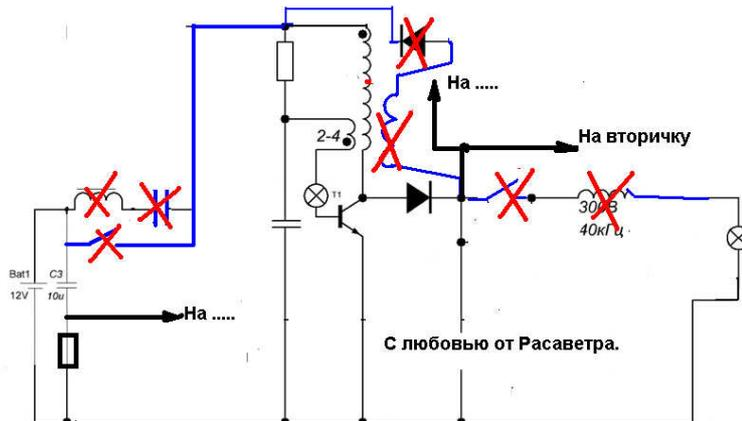 На .....
На вторичку
2-4
T1
300В
40кГц
Bat1
12V
C3
10u
На .....
С любовью от Расаветра.